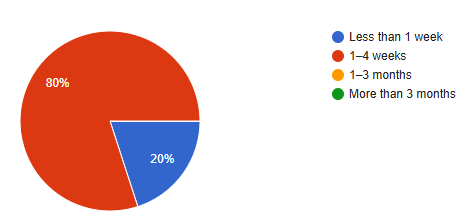 80%
20%
Less than 1 week
1–4 weeks
1–3 months
More than 3 months